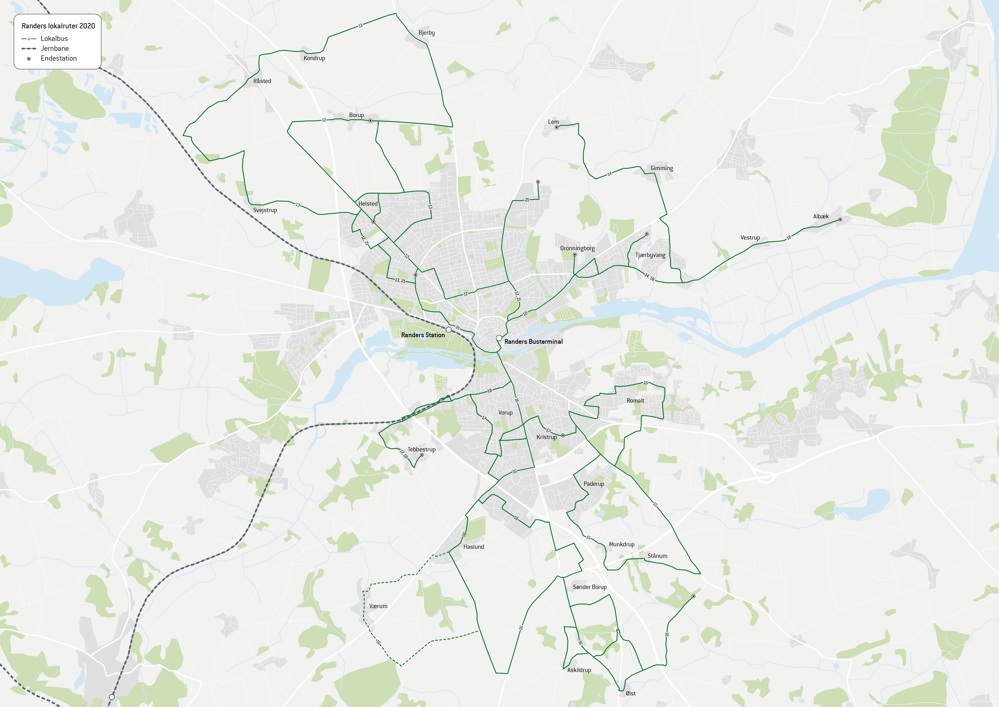 Randers lokalruter 2020
12 Lokalbus
Jernbane
Endestation
13
Bjerby
Kondrup
Råsted
Borup
12
Lem
Gimming
14
21
Helsted
13
13
Svejstrup
Albæk
Vestrup
18
12, 21
12
Dronningborg
Tjærbyvang
14, 18
13, 21
12
12, 21
18
21
Randers Station
Randers Busterminal
15
18
16
Romalt
Vorup
17
17
Kristrup
Tebbestrup
17, 18
16
Paderup
15
16
16
15
Haslund
Munkdrup
Stånum
Sønder Borup
Værum
16
16
16
16
Askildrup
Ølst